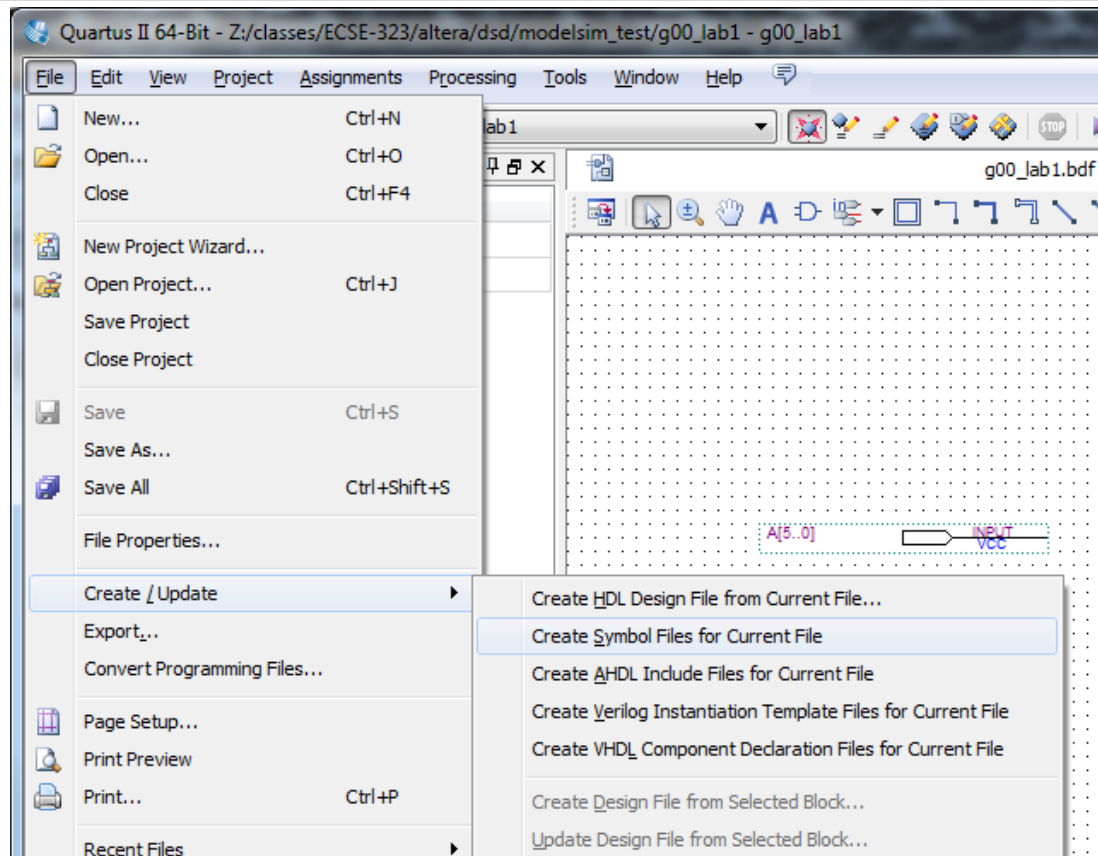 Quartus II 64-Bit - Z:/classes/ECSE-323/altera/dsd/modelsim_test/g00_lab1 - g00_lab1
File Edit View Project Assignments Processing Tools Window Help
lab1
STOP
g00_lab1.bdf
New... Ctrl+N
Open... Ctrl+O
Close Ctrl+F4
New Project Wizard...
Open Project... Ctrl+J
Save Project
Close Project
Save Ctrl+S
Save As...
Save All Ctrl+Shift+S
File Properties...
Create / Update
Export...
Convert Programming Files...
Page Setup...
Print Preview
Print... Ctrl+P
Recent Files
A[5..0] INPUT
VCC
Create HDL Design File from Current File...
Create Symbol Files for Current File
Create AHDL Include Files for Current File
Create Verilog Instantiation Template Files for Current File
Create VHDL Component Declaration Files for Current File
Create Design File from Selected Block...
Update Design File from Selected Block...